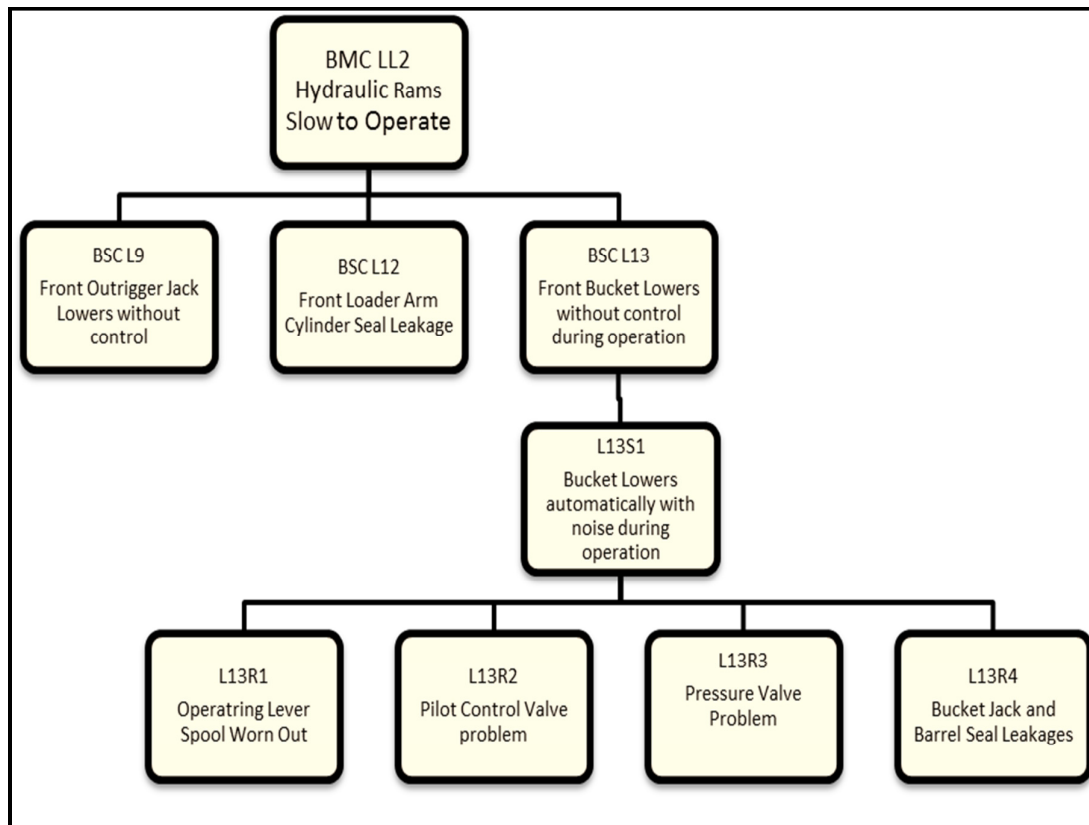 BMC LL2
Hydraulic Rams
Slow to Operate
BSC L9
Front Outrigger Jack
Lowers without
control
BSC L12
Front Loader Arm
Cylinder Seal Leakage
BSC L13
Front Bucket Lowers
without control
during operation
L13S1
Bucket Lowers
automatically with
noise during
operation
L13R1
Operatring Lever
Spool Worn Out
L13R2
Pilot Control Valve
problem
L13R3
Pressure Valve
Problem
L13R4
Bucket Jack and
Barrel Seal Leakages